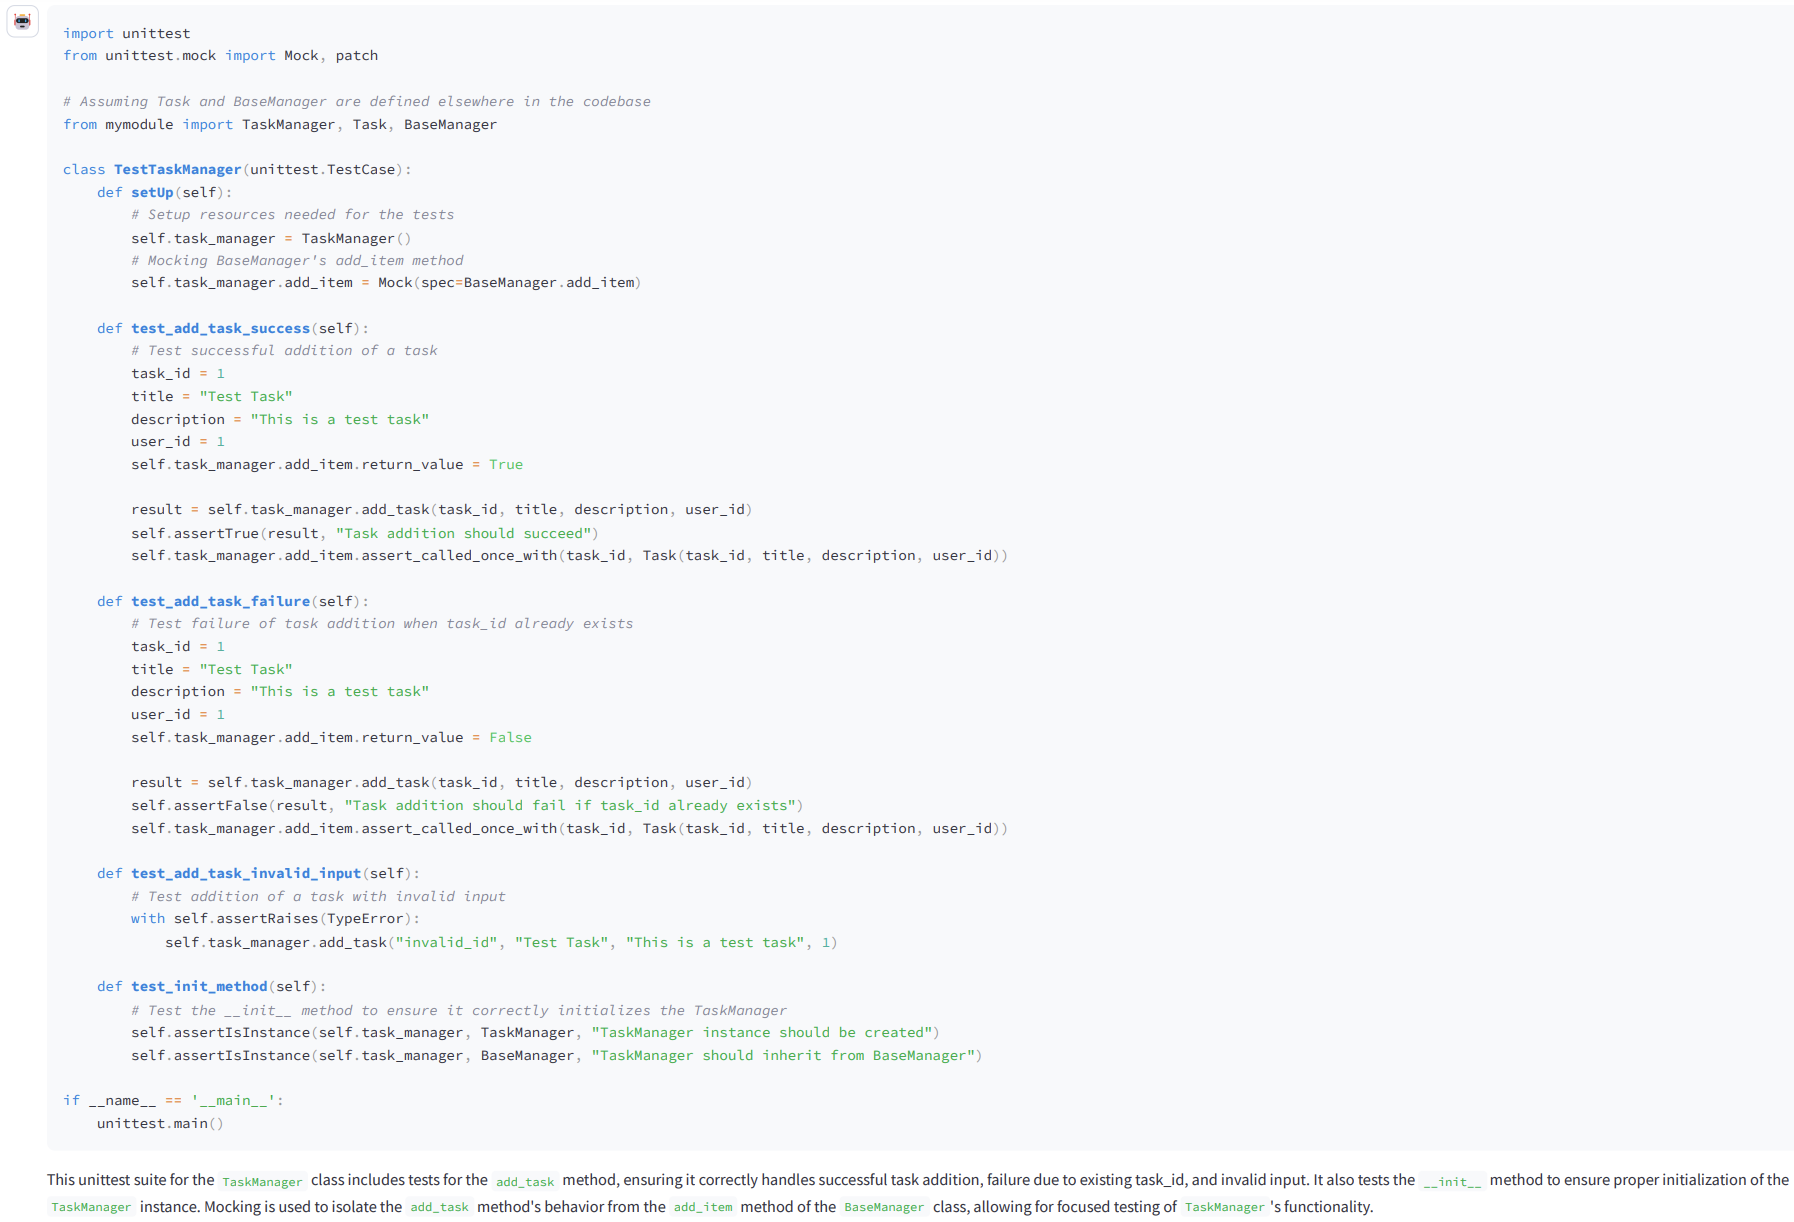 import unittest
from unittest.mock import Mock, patch
# Assuming Task and BaseManager are defined elsewhere in the codebase
from mymodule import TaskManager, Task, BaseManager
class TestTaskManager(unittest.TestCase):
    def setUp(self):
        # Setup resources needed for the tests
        self.task_manager = TaskManager()
        # Mocking BaseManager's add_item method
        self.task_manager.add_item = Mock(spec=BaseManager.add_item)
    def test_add_task_success(self):
        # Test successful addition of a task
        task_id = 1
        title = "Test Task"
        description = "This is a test task"
        user_id = 1
        self.task_manager.add_item.return_value = True
        result = self.task_manager.add_task(task_id, title, description, user_id)
        self.assertTrue(result, "Task addition should succeed")
        self.task_manager.add_item.assert_called_once_with(task_id, Task(task_id, title, description, user_id))
    def test_add_task_failure(self):
        # Test failure of task addition when task_id already exists
        task_id = 1
        title = "Test Task"
        description = "This is a test task"
        user_id = 1
        self.task_manager.add_item.return_value = False
        result = self.task_manager.add_task(task_id, title, description, user_id)
        self.assertFalse(result, "Task addition should fail if task_id already exists")
        self.task_manager.add_item.assert_called_once_with(task_id, Task(task_id, title, description, user_id))
    def test_add_task_invalid_input(self):
        # Test addition of a task with invalid input
        with self.assertRaises(TypeError):
            self.task_manager.add_task("invalid_id", "Test Task", "This is a test task", 1)
    def test_init_method(self):
        # Test the __init__ method to ensure it correctly initializes the TaskManager
        self.assertIsInstance(self.task_manager, TaskManager, "TaskManager instance should be created")
        self.assertIsInstance(self.task_manager, BaseManager, "TaskManager should inherit from BaseManager")
if __name__ == '__main__':
    unittest.main()
This unittest suite for the TaskManager class includes tests for the add_task method, ensuring it correctly handles successful task addition, failure due to existing task_id, and invalid input. It also tests the __init__ method to ensure proper initialization of the
TaskManager instance. Mocking is used to isolate the add_task method's behavior from the add_item method of the BaseManager class, allowing for focused testing of TaskManager 's functionality.